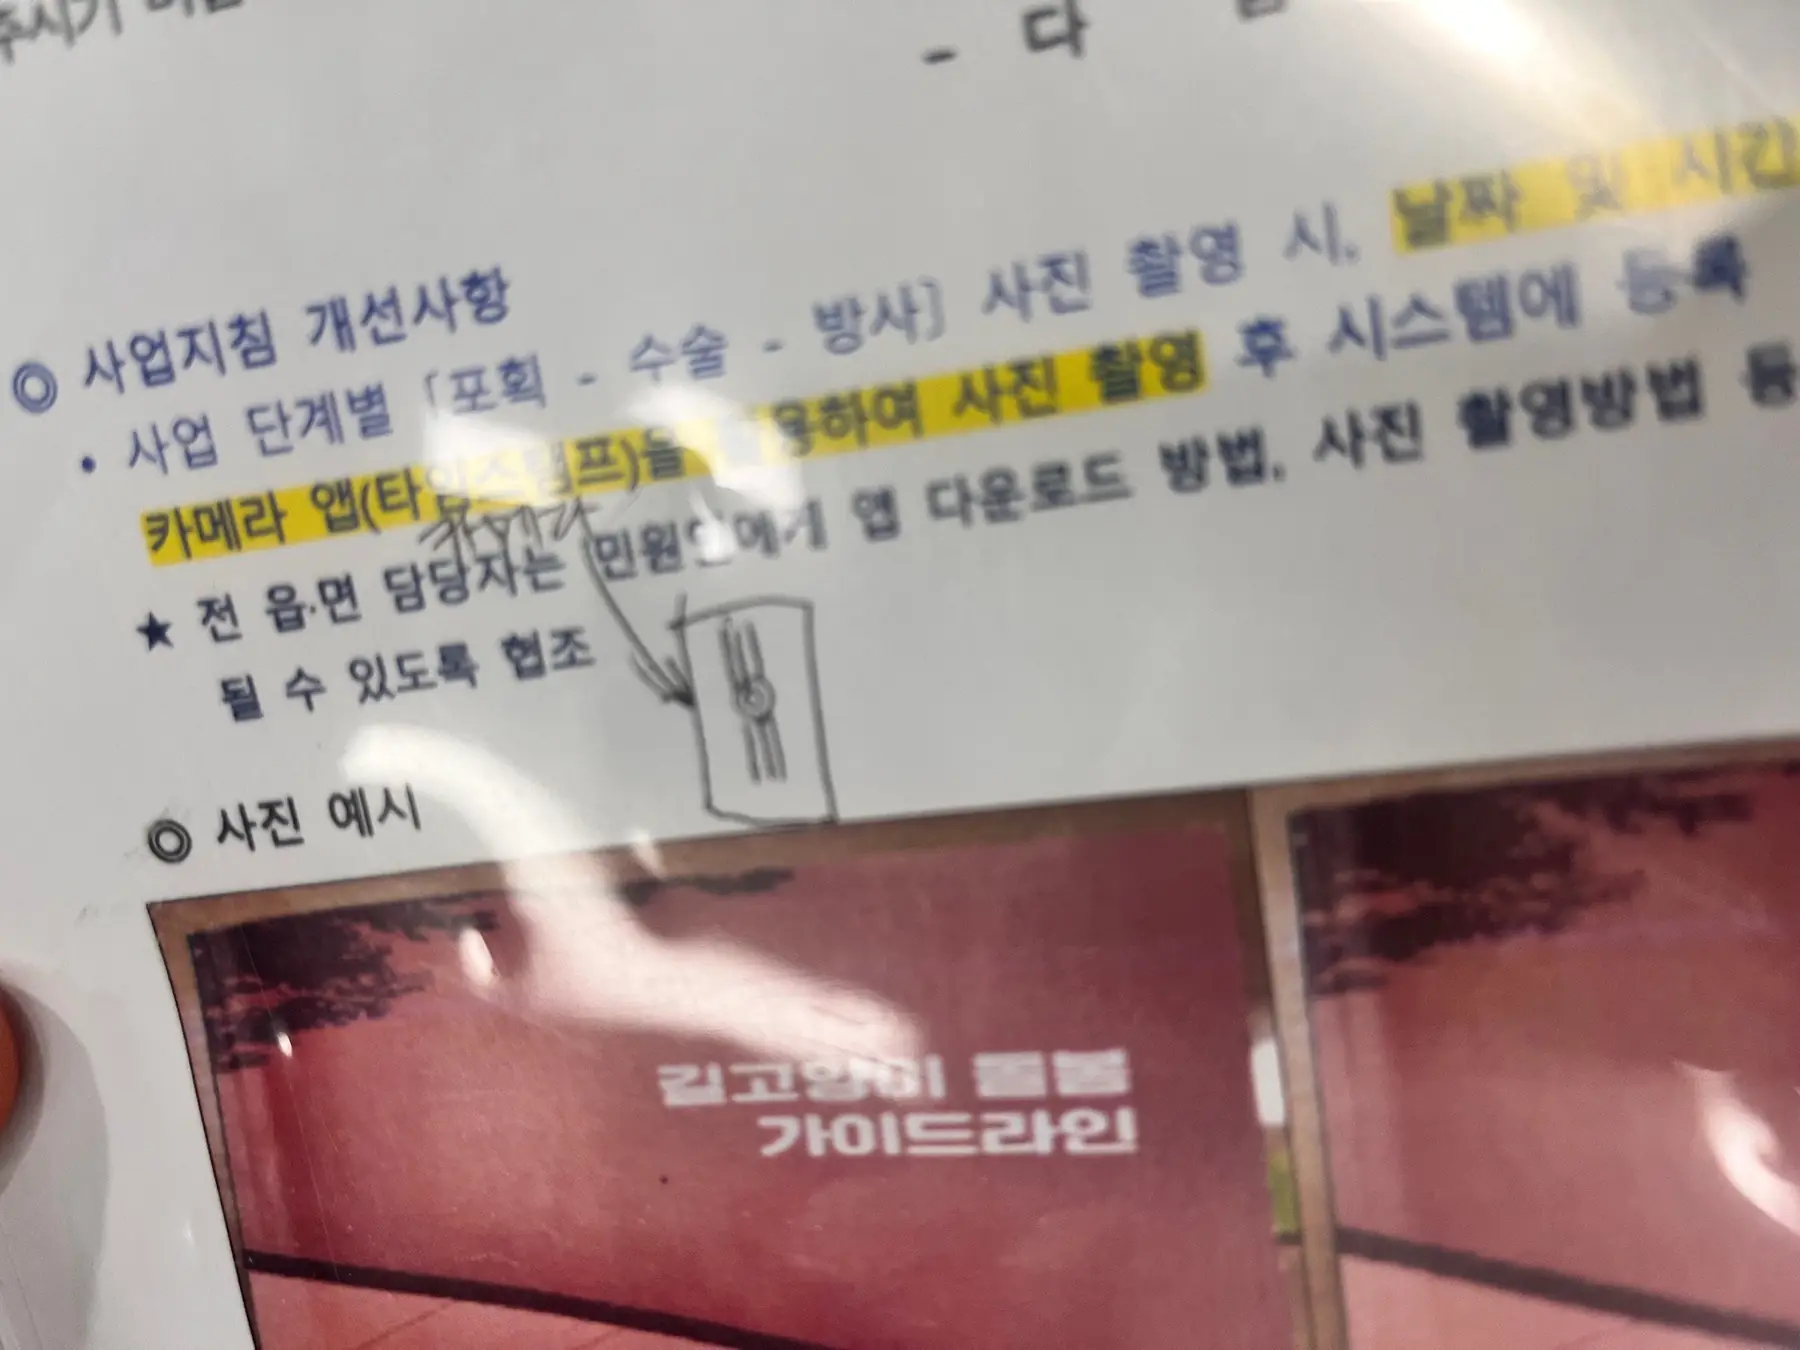 - 다
◎ 사업지침 개선사항
• 사업 단계별 「포획 - 수술 - 방사」 사진 촬영 시, 날짜 및 시간
카메라 앱(타임스탬프)를 활용하여 사진 촬영 후 시스템에 등록
★ 전 읍·면 담당자는 민원인에게 앱 다운로드 방법, 사진 촬영방법 등
될 수 있도록 협조
◎ 사진 예시
길고양이 돌봄
가이드라인